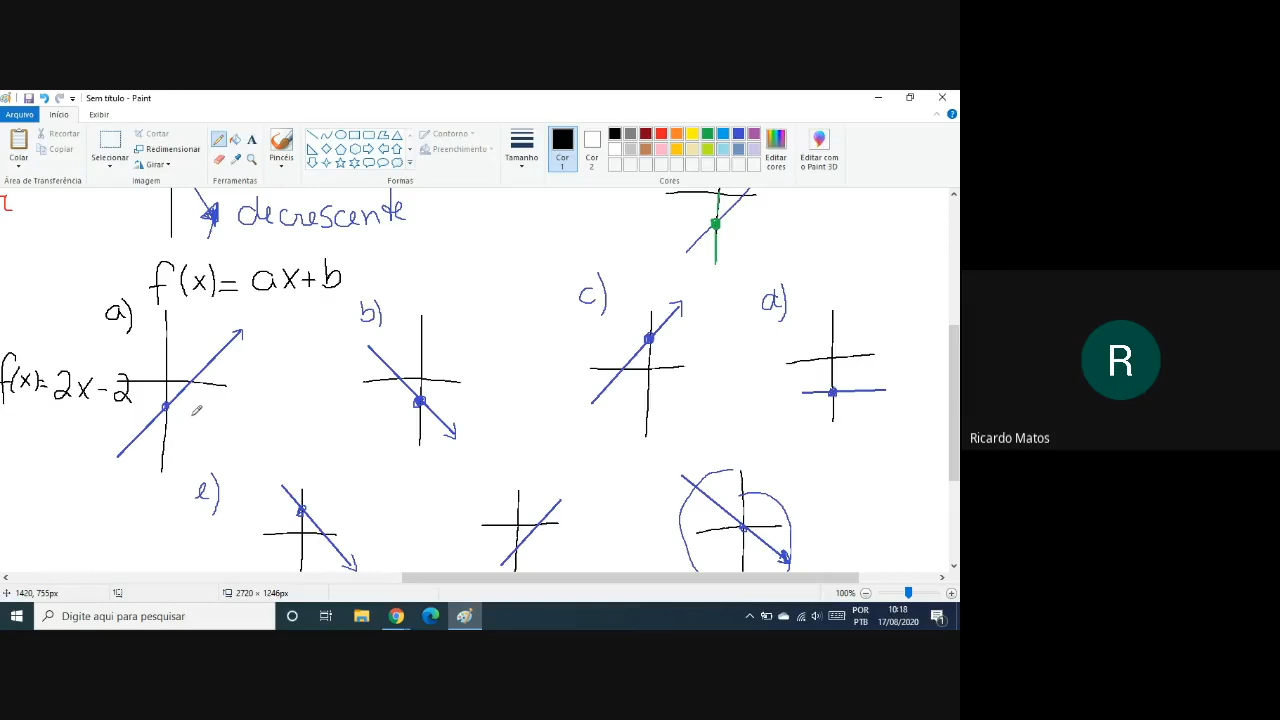 Sem título - Paint
Arquivo Início Exibir
Colar
Recortar
Copiar
Selecionar
Cortar
Redimensionar
Girar
Pincéis
Contorno
Preenchimento
Tamanho
Cor 1
Cor 2
Editar cores
Editar com o Paint 3D
Área de Transferência Imagem Ferramentas Formas Cores
decrescente
f(x)= ax+b
a)
b)
c)
d)
f(x)= 2x-2
e)
Ricardo Matos
R
1420, 755px
2720 × 1246px
100%
Digite aqui para pesquisar
POR
PTB
10:18
17/08/2020